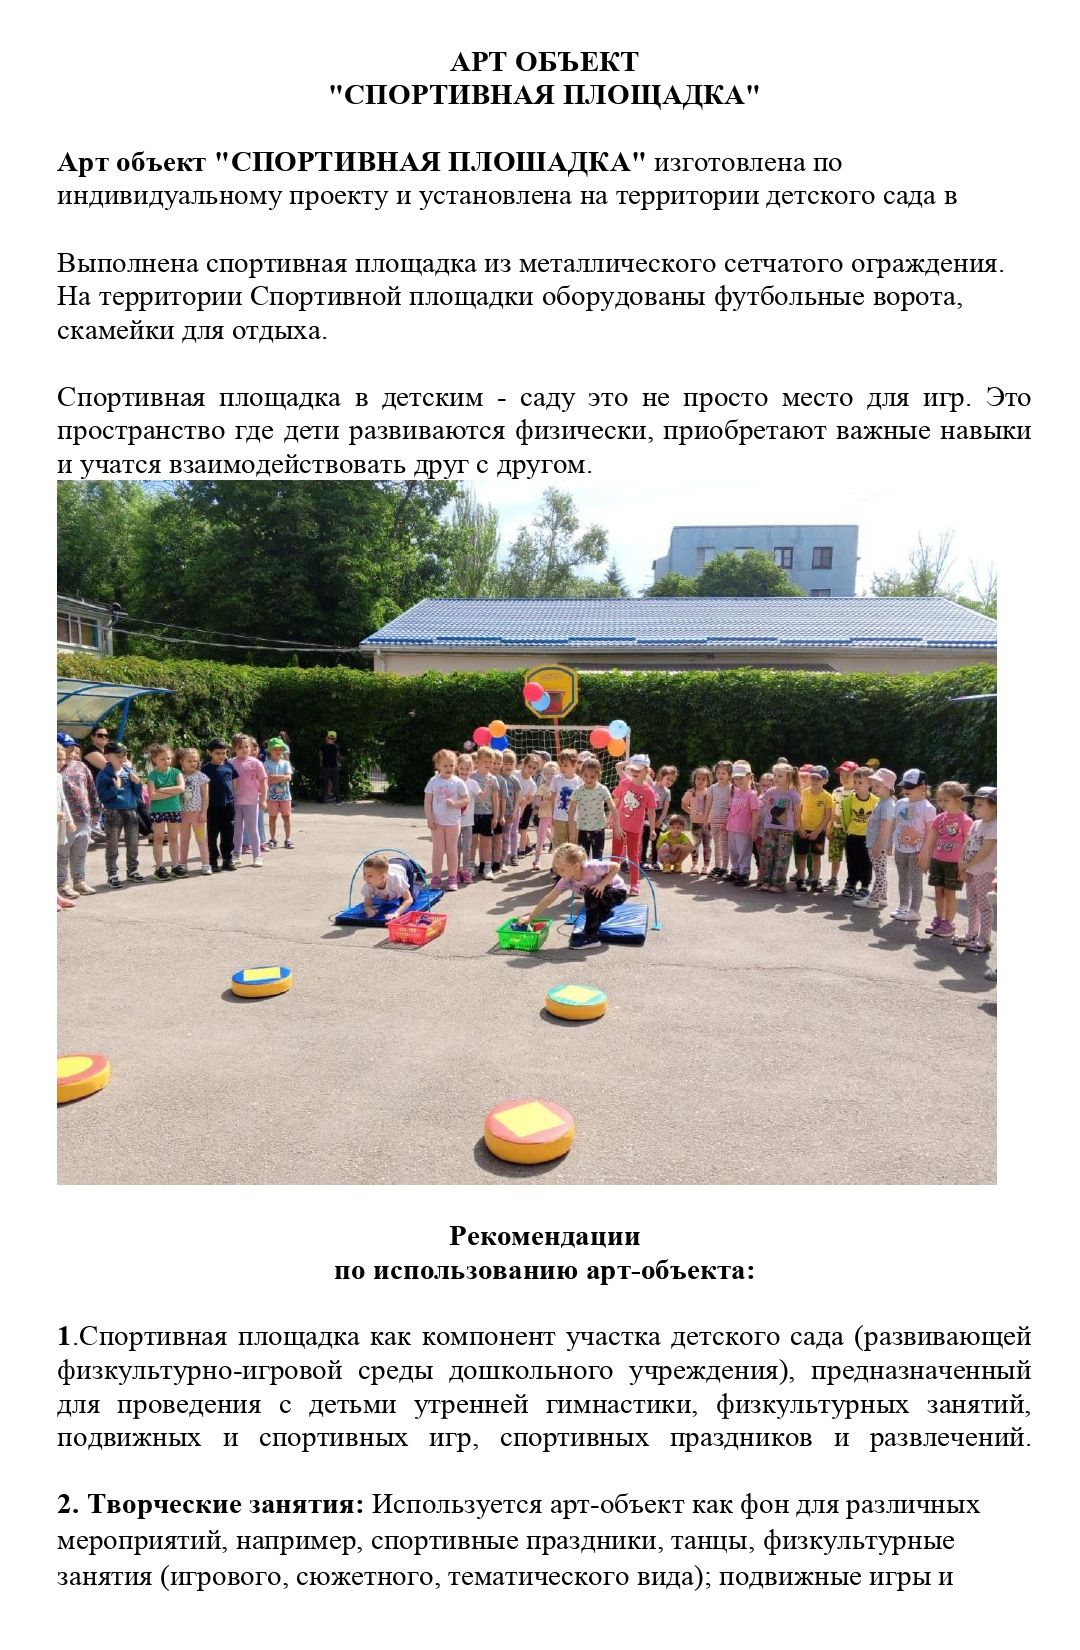 АРТ ОБЪЕКТ
"СПОРТИВНАЯ ПЛОЩАДКА"
Арт объект "СПОРТИВНАЯ ПЛОШАДКА" изготовлена по
индивидуальному проекту и установлена на территории детского сада в
Выполнена спортивная площадка из металлического сетчатого ограждения.
На территории Спортивной площадки оборудованы футбольные ворота,
скамейки для отдыха.
Спортивная площадка в детским - саду это не просто место для игр. Это
пространство где дети развиваются физически, приобретают важные навыки
и учатся взаимодействовать друг с другом.
Рекомендации
по использованию арт-объекта:
1.Спортивная площадка как компонент участка детского сада (развивающей
физкультурно-игровой среды дошкольного учреждения), предназначенный
для проведения с детьми утренней гимнастики, физкультурных занятий,
подвижных и спортивных игр, спортивных праздников и развлечений.
2. Творческие занятия: Используется арт-объект как фон для различных
мероприятий, например, спортивные праздники, танцы, физкультурные
занятия (игрового, сюжетного, тематического вида); подвижные игры и